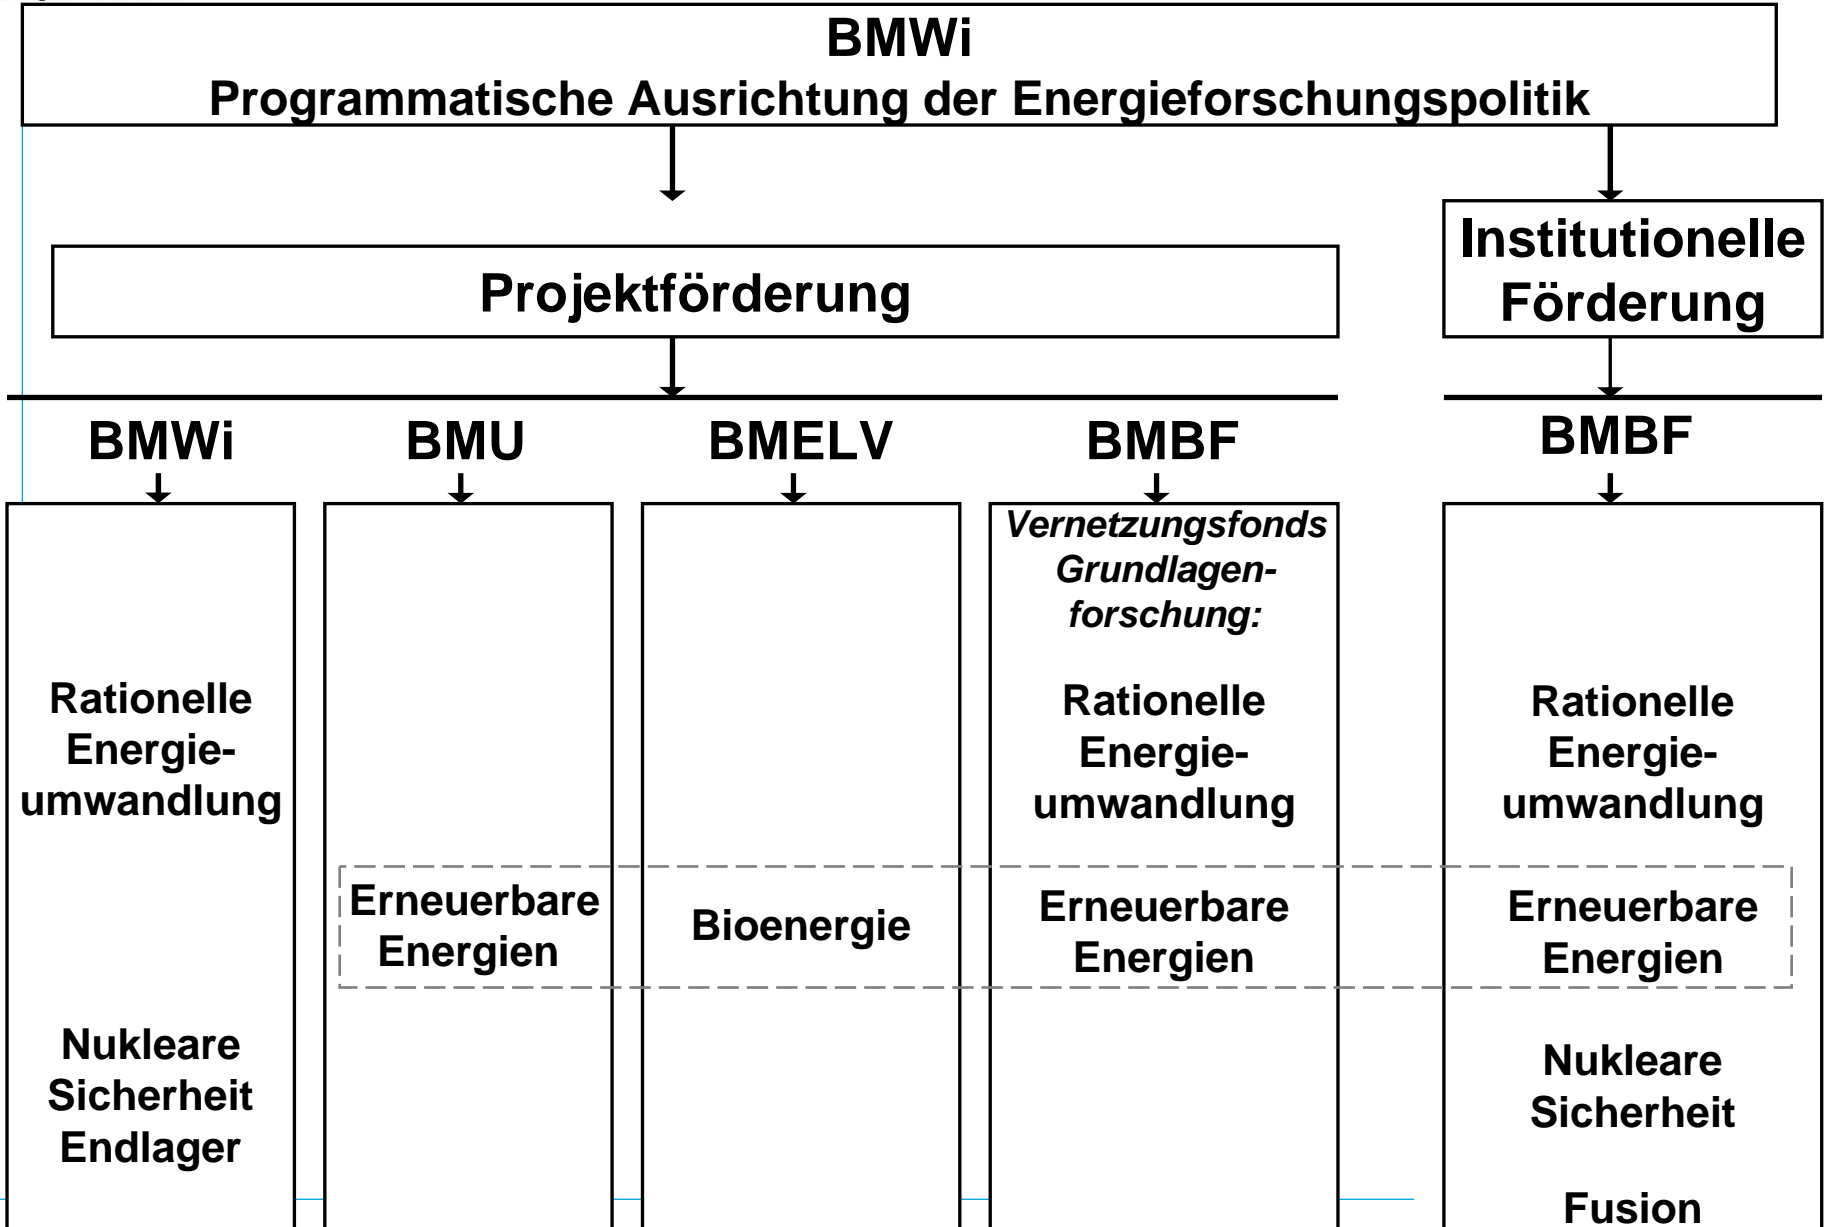 BMWi
Programmatische Ausrichtung der Energieforschungspolitik
Projektförderung
Institutionelle
Förderung
BMWi
Rationelle
Energie-
umwandlung
Nukleare
Sicherheit
Endlager
BMU
Erneuerbare
Energien
BMELV
Bioenergie
BMBF
Vernetzungsfonds
Grundlagen-
forschung:
Rationelle
Energie-
umwandlung
Erneuerbare
Energien
BMBF
Rationelle
Energie-
umwandlung
Erneuerbare
Energien
Nukleare
Sicherheit
Fusion